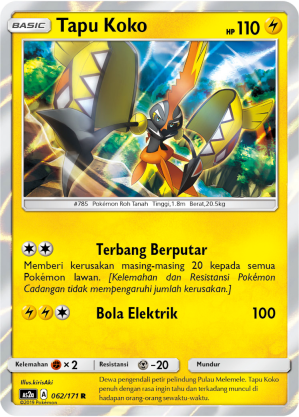 BASIC Tapu Koko HP 110
#785 Pokémon Roh Tanah Tinggi,1.8m Berat,20.5kg
Terbang Berputar
Memberi kerusakan masing-masing 20 kepada semua
Pokémon lawan. [Kelemahan dan Resistansi Pokémon
Cadangan tidak mempengaruhi jumlah kerusakan.]
Bola Elektrik 100
Kelemahan × 2 Resistansi -20 Mundur
Illus.kirisAki
AS2a A 062/171 R
©2019 Pokémon
Dewa pengendali petir pelindung Pulau Melemele. Tapu Koko
penuh dengan rasa ingin tahu dan terkadang muncul di
hadapan orang-orang sewaktu-waktu.